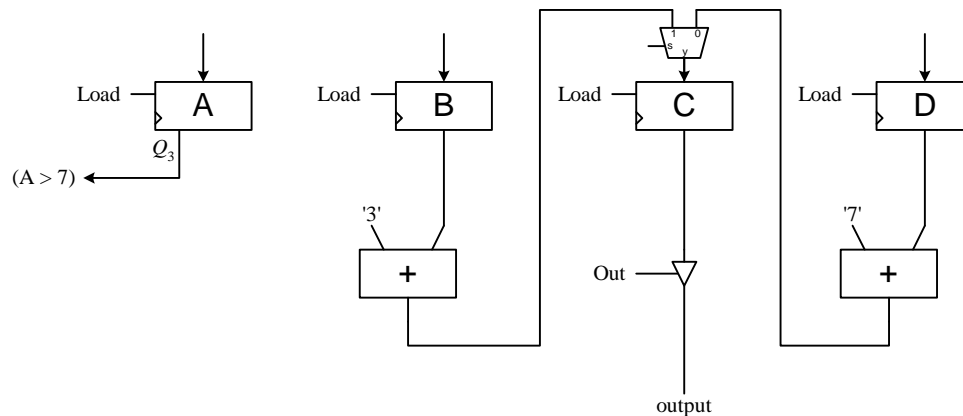 1 0
s
y
Load
A
Load
B
Load
C
Load
D
Q3
(A > 7)
'3'
'7'
+
Out
+
output